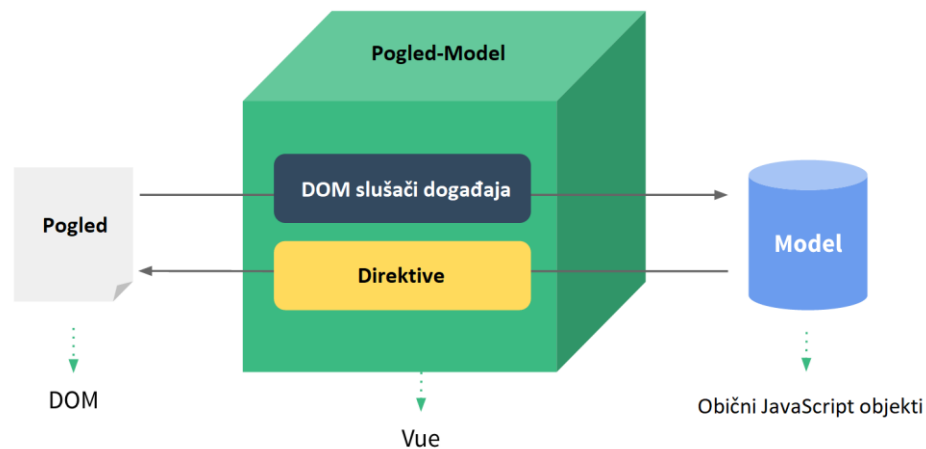 Pogled-Model
DOM slušači događaja
Pogled
Direktive
Model
DOM
Vue
Obični JavaScript objekti